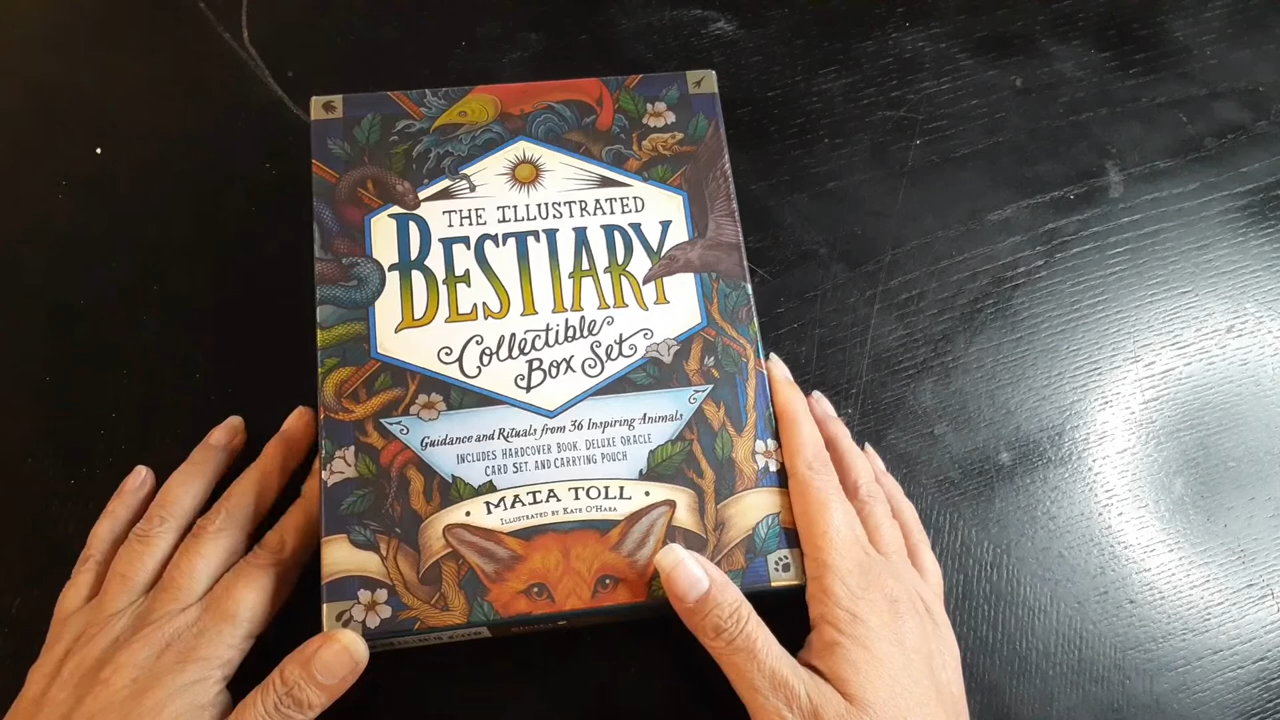 THE ILLUSTRATED
BESTIARY
Collectible
Box Set
Guidance and Rituals from 36 Inspiring Animals
INCLUDES HARDCOVER BOOK, DELUXE ORACLE
CARD SET, AND CARRYING POUCH
• MAIA TOLL •
ILLUSTRATED BY KATE O'HARA